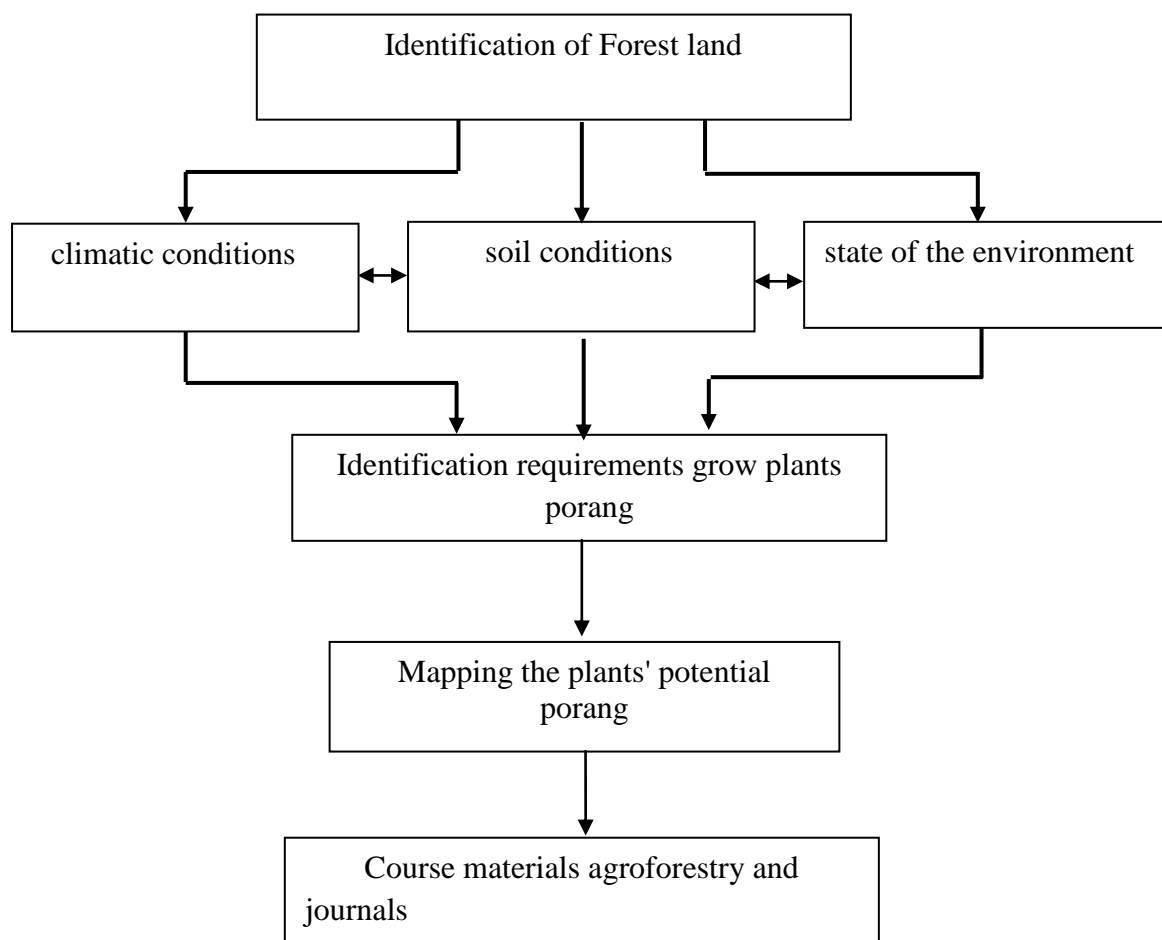 Identification of Forest land
climatic conditions
soil conditions
state of the environment
Identification requirements grow plants
porang
Mapping the plants' potential
porang
Course materials agroforestry and
journals